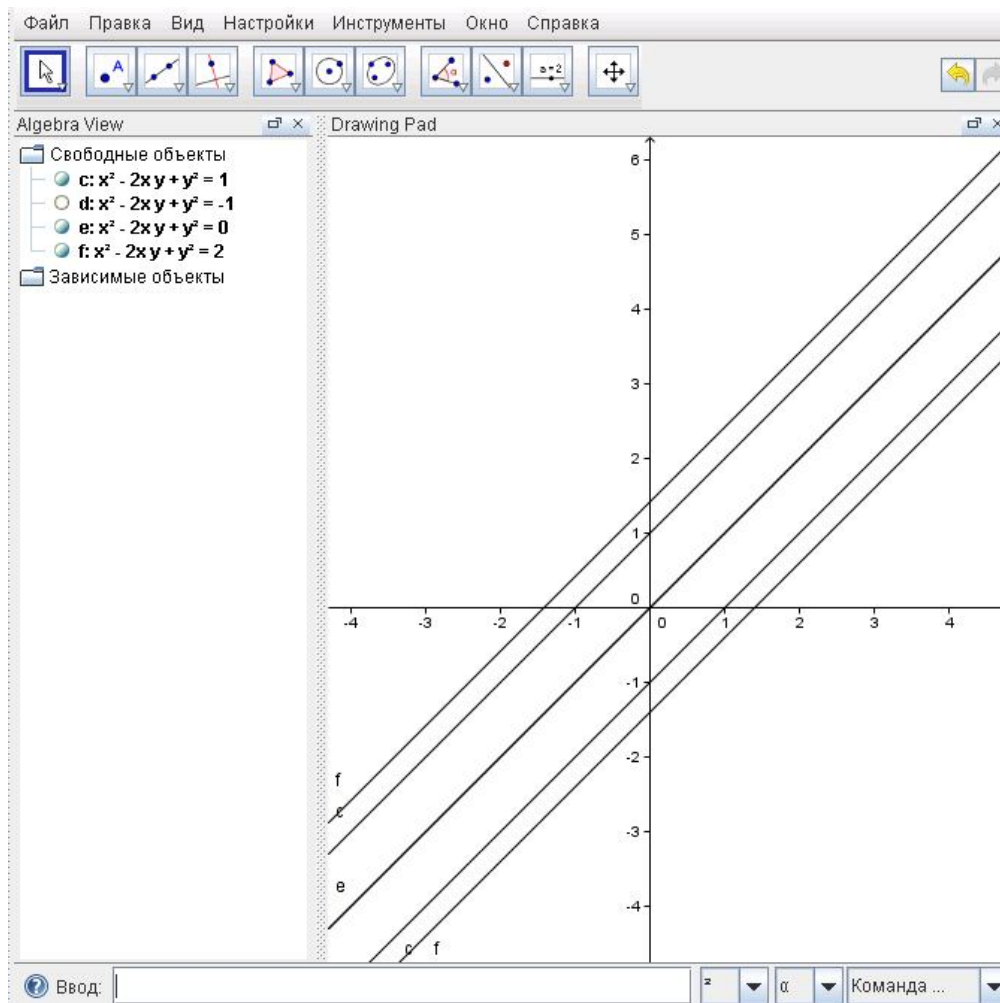 Файл Правка Вид Настройки Инструменты Окно Справка
A α a=2
Algebra View
Drawing Pad
Свободные объекты
c: x² - 2x y + y² = 1
d: x² - 2x y + y² = -1
e: x² - 2x y + y² = 0
f: x² - 2x y + y² = 2
Зависимые объекты
6
5
4
3
2
1
0
-4 -3 -2 -1 0 1 2 3 4
-1
-2
f
c
-3
e
-4
c f
Ввод: ² α Команда ...